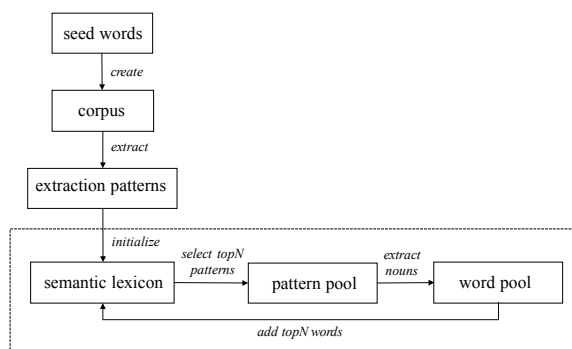 seed words
create
corpus
extract
extraction patterns
initialize
select topN
patterns
extract
nouns
semantic lexicon
pattern pool
word pool
add topN words